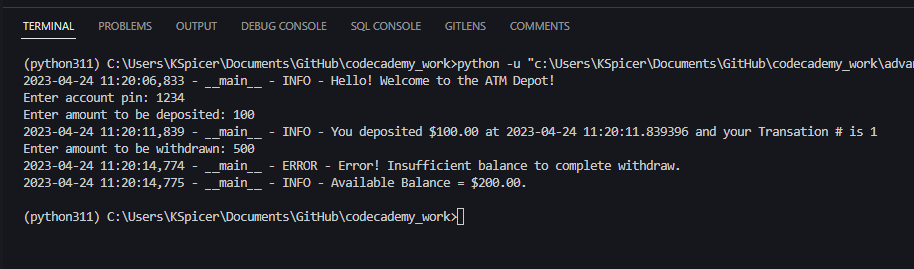 TERMINAL PROBLEMS OUTPUT DEBUG CONSOLE SQL CONSOLE GITLENS COMMENTS
(python311) C:\Users\KSpicer\Documents\GitHub\codecademy_work>python -u "c:\Users\KSpicer\Documents\GitHub\codecademy_work\advan
2023-04-24 11:20:06,833 - __main__ - INFO - Hello! Welcome to the ATM Depot!
Enter account pin: 1234
Enter amount to be deposited: 100
2023-04-24 11:20:11,839 - __main__ - INFO - You deposited $100.00 at 2023-04-24 11:20:11.839396 and your Transation # is 1
Enter amount to be withdrawn: 500
2023-04-24 11:20:14,774 - __main__ - ERROR - Error! Insufficient balance to complete withdraw.
2023-04-24 11:20:14,775 - __main__ - INFO - Available Balance = $200.00.
(python311) C:\Users\KSpicer\Documents\GitHub\codecademy_work>